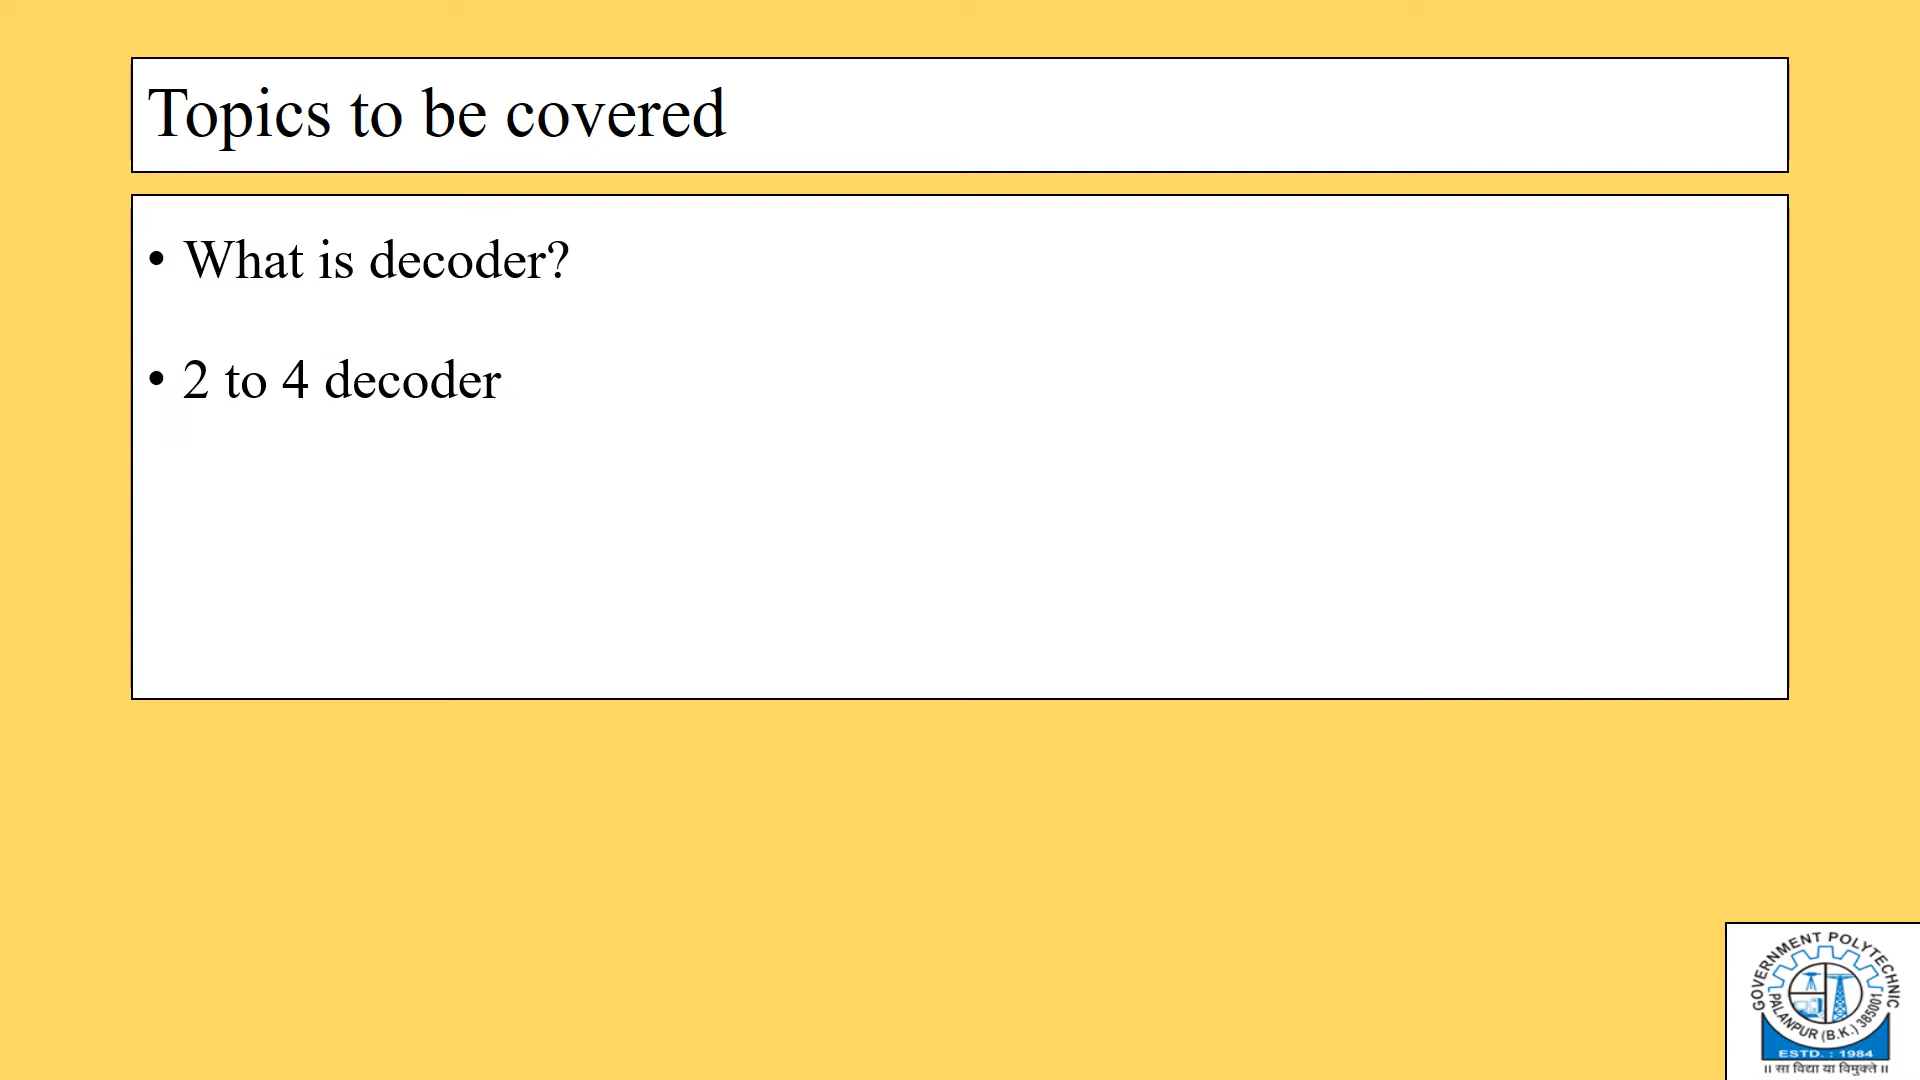 Topics to be covered
• What is decoder?
• 2 to 4 decoder
GOVERNMENT POLYTECHNIC
PALANPUR (B.K.) 385001
ESTD. : 1984
॥ सा विद्या या विमुक्ते ॥